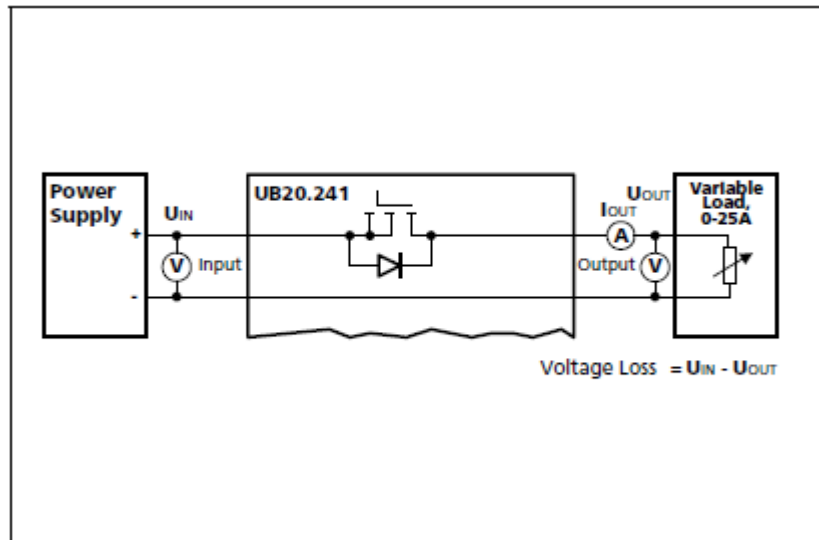 Power
Supply
+
-
UIN
V
Input
UB20.241
UOUT
IOUT
A
Output
V
Variable
Load,
0-25A
Voltage Loss = UIN - UOUT